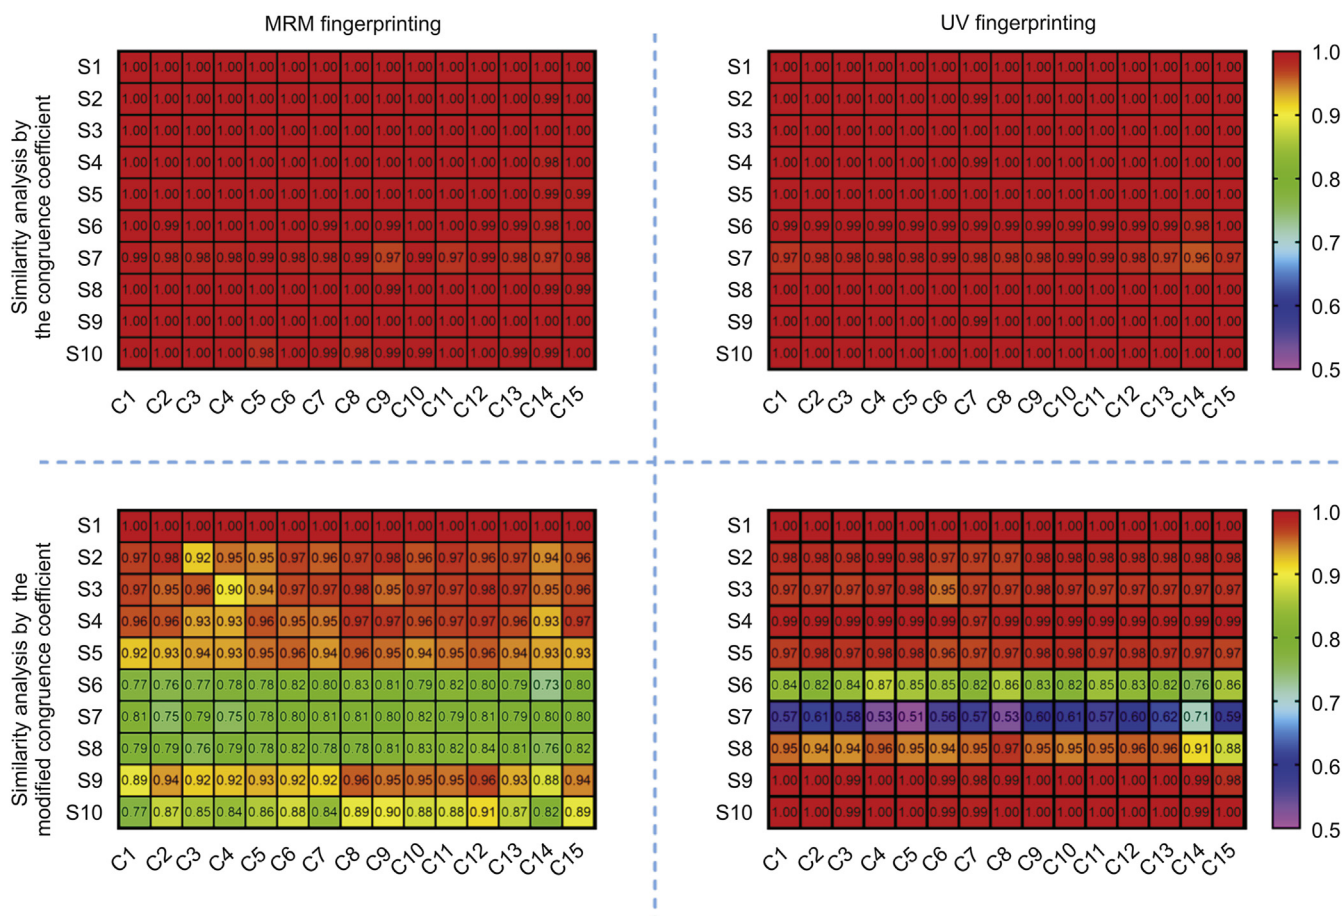 MRM fingerprinting
UV fingerprinting
Similarity analysis by
the congruence coefficient
S1 1.00 1.00 1.00 1.00 1.00 1.00 1.00 1.00 1.00 1.00 1.00 1.00 1.00 1.00 1.00
S2 1.00 1.00 1.00 1.00 1.00 1.00 1.00 1.00 1.00 1.00 1.00 1.00 1.00 0.99 1.00
S3 1.00 1.00 1.00 1.00 1.00 1.00 1.00 1.00 1.00 1.00 1.00 1.00 1.00 1.00 1.00
S4 1.00 1.00 1.00 1.00 1.00 1.00 1.00 1.00 1.00 1.00 1.00 1.00 1.00 0.98 1.00
S5 1.00 1.00 1.00 1.00 1.00 1.00 1.00 1.00 1.00 1.00 1.00 1.00 1.00 0.99 0.99
S6 1.00 0.99 1.00 1.00 1.00 1.00 0.99 1.00 0.99 1.00 1.00 0.99 0.99 0.98 1.00
S7 0.99 0.98 0.98 0.98 0.99 0.98 0.98 0.99 0.97 0.99 0.97 0.99 0.98 0.97 0.98
S8 1.00 1.00 1.00 1.00 1.00 1.00 1.00 1.00 0.99 1.00 1.00 1.00 1.00 0.99 0.99
S9 1.00 1.00 1.00 1.00 1.00 1.00 1.00 1.00 1.00 1.00 1.00 1.00 1.00 1.00 1.00
S10 1.00 1.00 1.00 1.00 0.98 1.00 0.99 0.98 0.99 0.99 1.00 1.00 0.99 0.99 1.00
C1 C2 C3 C4 C5 C6 C7 C8 C9 C10 C11 C12 C13 C14 C15
S1 1.00 1.00 1.00 1.00 1.00 1.00 1.00 1.00 1.00 1.00 1.00 1.00 1.00 1.00 1.00
S2 1.00 1.00 1.00 1.00 1.00 1.00 0.99 1.00 1.00 1.00 1.00 1.00 1.00 1.00 1.00
S3 1.00 1.00 1.00 1.00 1.00 1.00 1.00 1.00 1.00 1.00 1.00 1.00 1.00 1.00 1.00
S4 1.00 1.00 1.00 1.00 1.00 1.00 0.99 1.00 1.00 1.00 1.00 1.00 1.00 1.00 1.00
S5 1.00 1.00 1.00 1.00 1.00 1.00 1.00 1.00 1.00 1.00 1.00 1.00 1.00 1.00 1.00
S6 0.99 0.99 0.99 0.99 0.99 0.99 0.99 0.99 0.99 1.00 0.99 0.99 0.99 0.98 0.99
S7 0.97 0.98 0.98 0.98 0.98 0.98 0.98 0.98 0.98 0.99 0.99 0.98 0.97 0.96 0.97
S8 1.00 1.00 1.00 1.00 1.00 1.00 1.00 1.00 1.00 1.00 1.00 1.00 1.00 1.00 1.00
S9 1.00 1.00 1.00 1.00 1.00 1.00 0.99 1.00 1.00 1.00 1.00 1.00 1.00 1.00 1.00
S10 1.00 1.00 1.00 1.00 1.00 1.00 1.00 1.00 1.00 1.00 1.00 1.00 1.00 1.00 1.00
C1 C2 C3 C4 C5 C6 C7 C8 C9 C10 C11 C12 C13 C14 C15
1.0
0.9
0.8
0.7
0.6
0.5
Similarity analysis by the
modified congruence coefficient
S1 1.00 1.00 1.00 1.00 1.00 1.00 1.00 1.00 1.00 1.00 1.00 1.00 1.00 1.00 1.00
S2 0.97 0.98 0.92 0.95 0.95 0.97 0.96 0.97 0.98 0.96 0.97 0.96 0.97 0.94 0.96
S3 0.97 0.95 0.96 0.90 0.94 0.97 0.97 0.98 0.95 0.97 0.97 0.98 0.97 0.95 0.96
S4 0.96 0.96 0.93 0.93 0.96 0.95 0.95 0.97 0.97 0.96 0.97 0.97 0.96 0.93 0.97
S5 0.92 0.93 0.94 0.93 0.95 0.96 0.94 0.96 0.95 0.94 0.95 0.96 0.94 0.93 0.93
S6 0.77 0.76 0.77 0.78 0.78 0.82 0.80 0.83 0.81 0.79 0.82 0.80 0.79 0.73 0.80
S7 0.81 0.75 0.79 0.75 0.78 0.80 0.81 0.81 0.80 0.82 0.79 0.81 0.79 0.80 0.80
S8 0.79 0.79 0.76 0.79 0.78 0.82 0.78 0.78 0.81 0.83 0.82 0.84 0.81 0.76 0.82
S9 0.89 0.94 0.92 0.92 0.93 0.92 0.92 0.96 0.95 0.95 0.95 0.96 0.93 0.88 0.94
S10 0.77 0.87 0.85 0.84 0.86 0.88 0.84 0.89 0.90 0.88 0.88 0.91 0.87 0.82 0.89
C1 C2 C3 C4 C5 C6 C7 C8 C9 C10 C11 C12 C13 C14 C15
S1 1.00 1.00 1.00 1.00 1.00 1.00 1.00 1.00 1.00 1.00 1.00 1.00 1.00 1.00 1.00
S2 0.98 0.98 0.98 0.99 0.98 0.97 0.97 0.97 0.98 0.98 0.98 0.98 0.98 0.98 0.98
S3 0.97 0.97 0.97 0.97 0.98 0.95 0.97 0.97 0.98 0.97 0.97 0.97 0.97 0.97 0.97
S4 0.99 0.99 0.99 0.99 0.99 0.99 0.97 0.99 0.99 0.99 0.99 0.99 0.99 0.99 0.99
S5 0.97 0.98 0.97 0.98 0.98 0.96 0.97 0.97 0.98 0.98 0.97 0.98 0.97 0.97 0.97
S6 0.84 0.82 0.84 0.87 0.85 0.85 0.82 0.86 0.83 0.82 0.85 0.83 0.82 0.76 0.86
S7 0.57 0.61 0.58 0.53 0.51 0.56 0.57 0.53 0.60 0.61 0.57 0.60 0.62 0.71 0.59
S8 0.95 0.94 0.94 0.96 0.95 0.94 0.95 0.97 0.95 0.95 0.95 0.96 0.96 0.91 0.88
S9 1.00 1.00 0.99 1.00 1.00 0.99 0.98 0.99 1.00 1.00 1.00 1.00 1.00 0.99 0.98
S10 1.00 1.00 0.99 1.00 1.00 0.99 0.99 1.00 1.00 1.00 1.00 1.00 1.00 0.99 1.00
C1 C2 C3 C4 C5 C6 C7 C8 C9 C10 C11 C12 C13 C14 C15
1.0
0.9
0.8
0.7
0.6
0.5